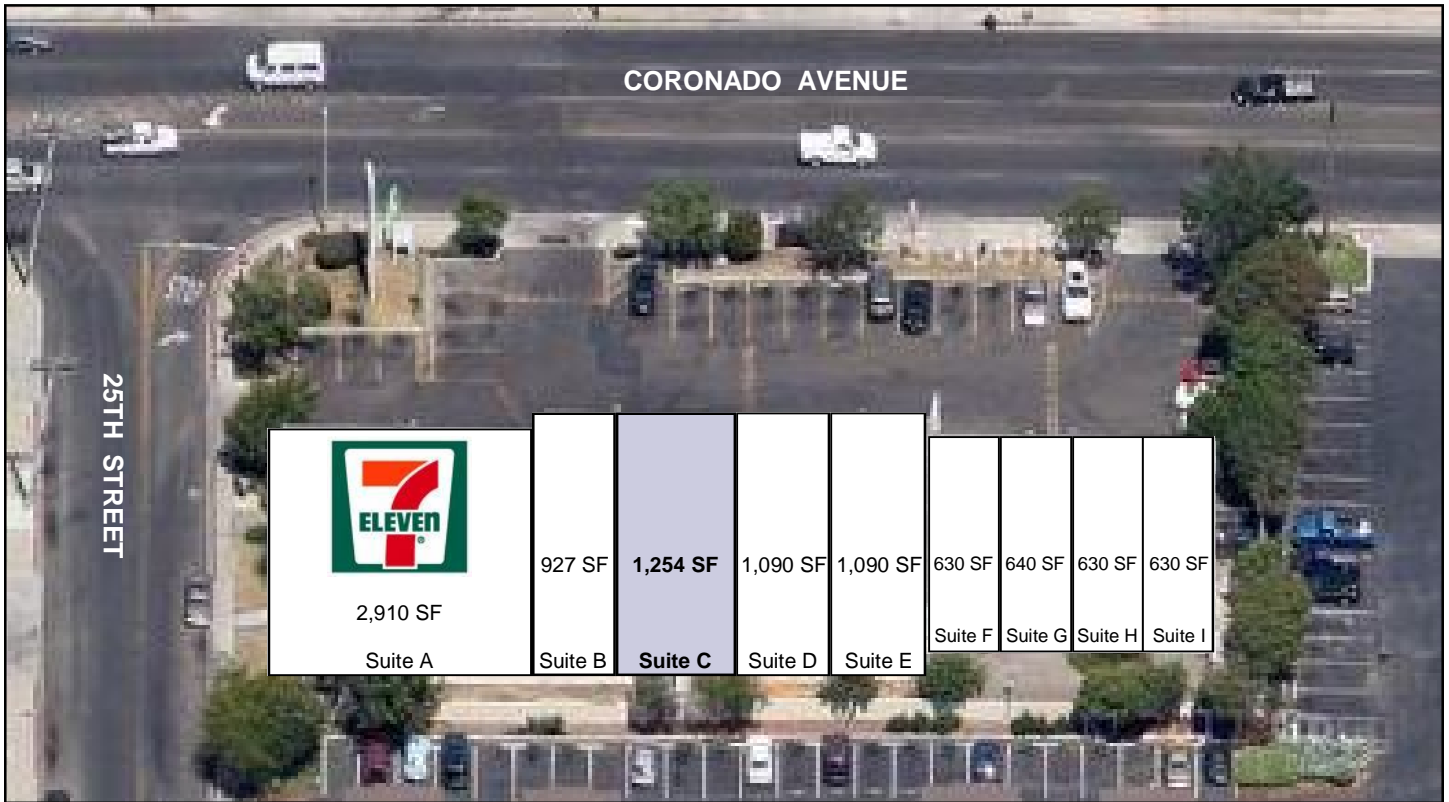 CORONADO AVENUE
25TH STREET
7
ELEVEN
®
2,910 SF
Suite A
927 SF
Suite B
1,254 SF
Suite C
1,090 SF
Suite D
1,090 SF
Suite E
630 SF
Suite F
640 SF
Suite G
630 SF
Suite H
630 SF
Suite I